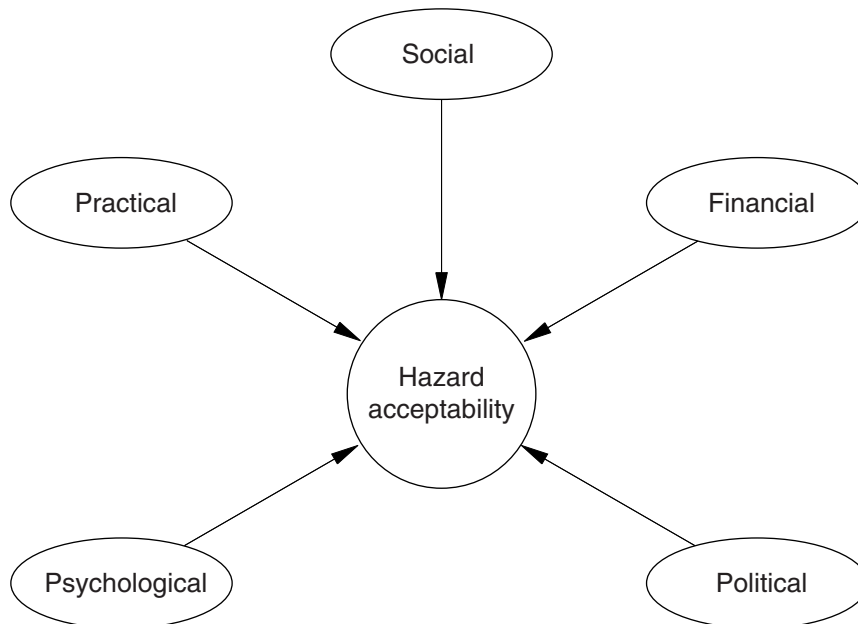 Social
Practical
Financial
Hazard
acceptability
Psychological
Political